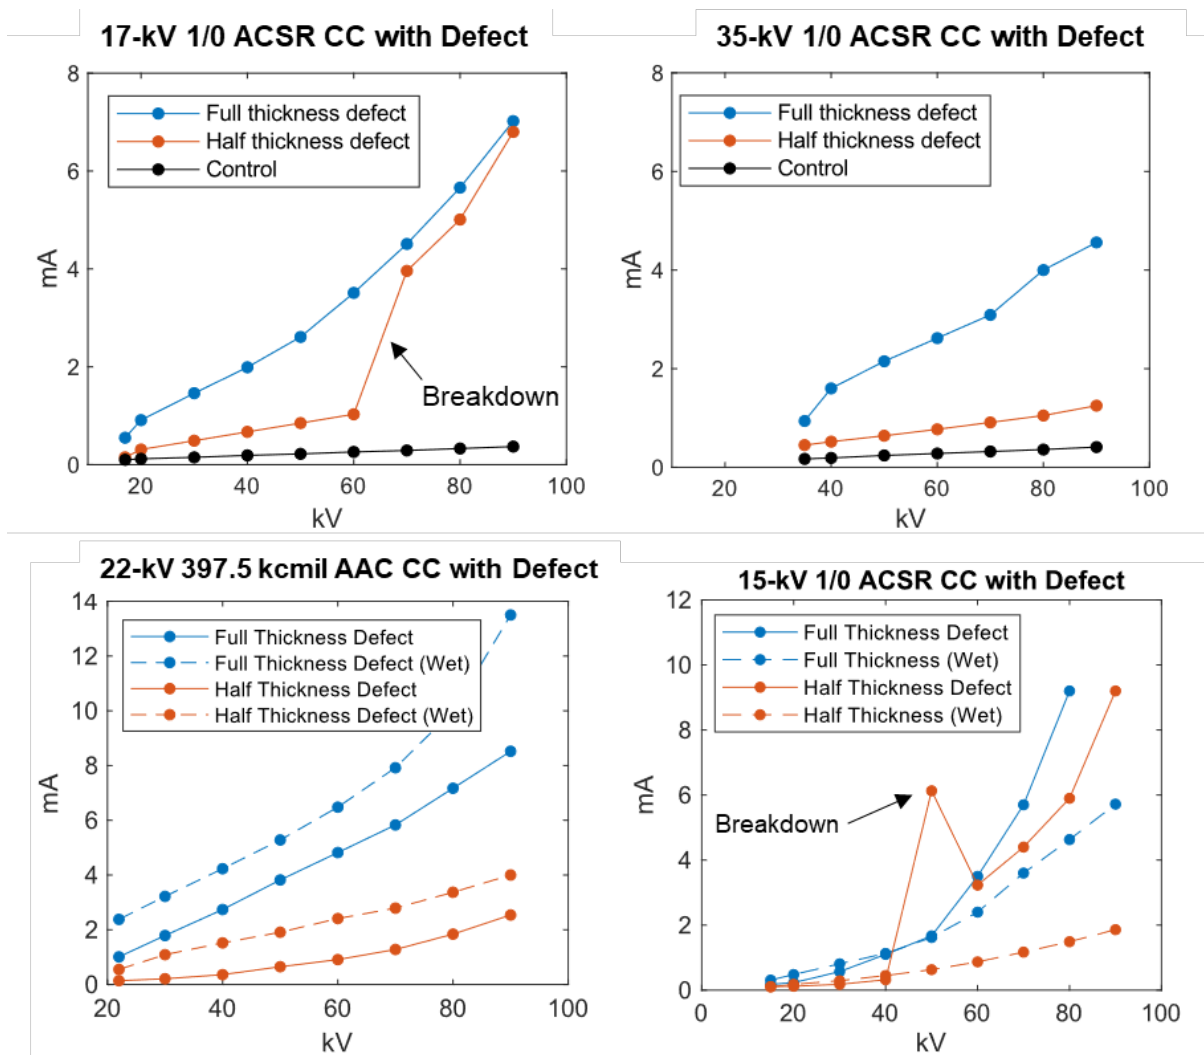 17-kV 1/0 ACSR CC with Defect
8
6
4
2
0
mA
Full thickness defect
Half thickness defect
Control
Breakdown
20 40 60 80 100
kV
35-kV 1/0 ACSR CC with Defect
8
6
4
2
0
mA
Full thickness defect
Half thickness defect
Control
20 40 60 80 100
kV
22-kV 397.5 kcmil AAC CC with Defect
14
12
10
8
6
4
2
0
mA
Full Thickness Defect
Full Thickness Defect (Wet)
Half Thickness Defect
Half Thickness Defect (Wet)
20 40 60 80 100
kV
15-kV 1/0 ACSR CC with Defect
12
10
8
6
4
2
0
mA
Full Thickness Defect
Full Thickness (Wet)
Half Thickness Defect
Half Thickness (Wet)
Breakdown
0 20 40 60 80 100
kV